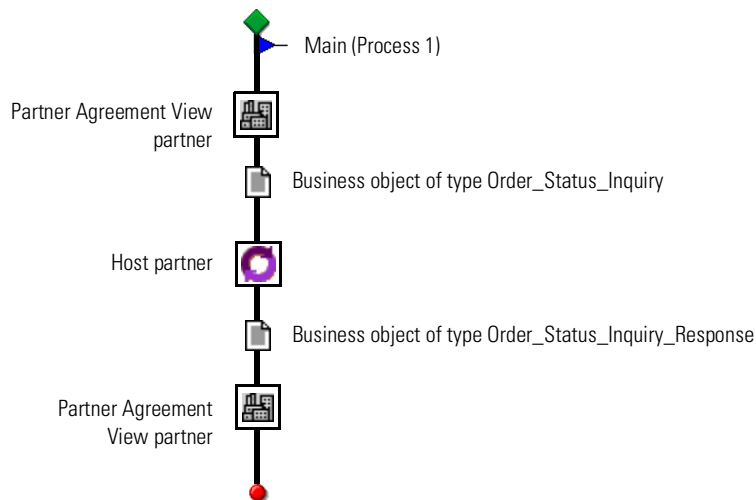 Main (Process 1)
Partner Agreement View
partner
Business object of type Order_Status_Inquiry
Host partner
Business object of type Order_Status_Inquiry_Response
Partner Agreement
View partner